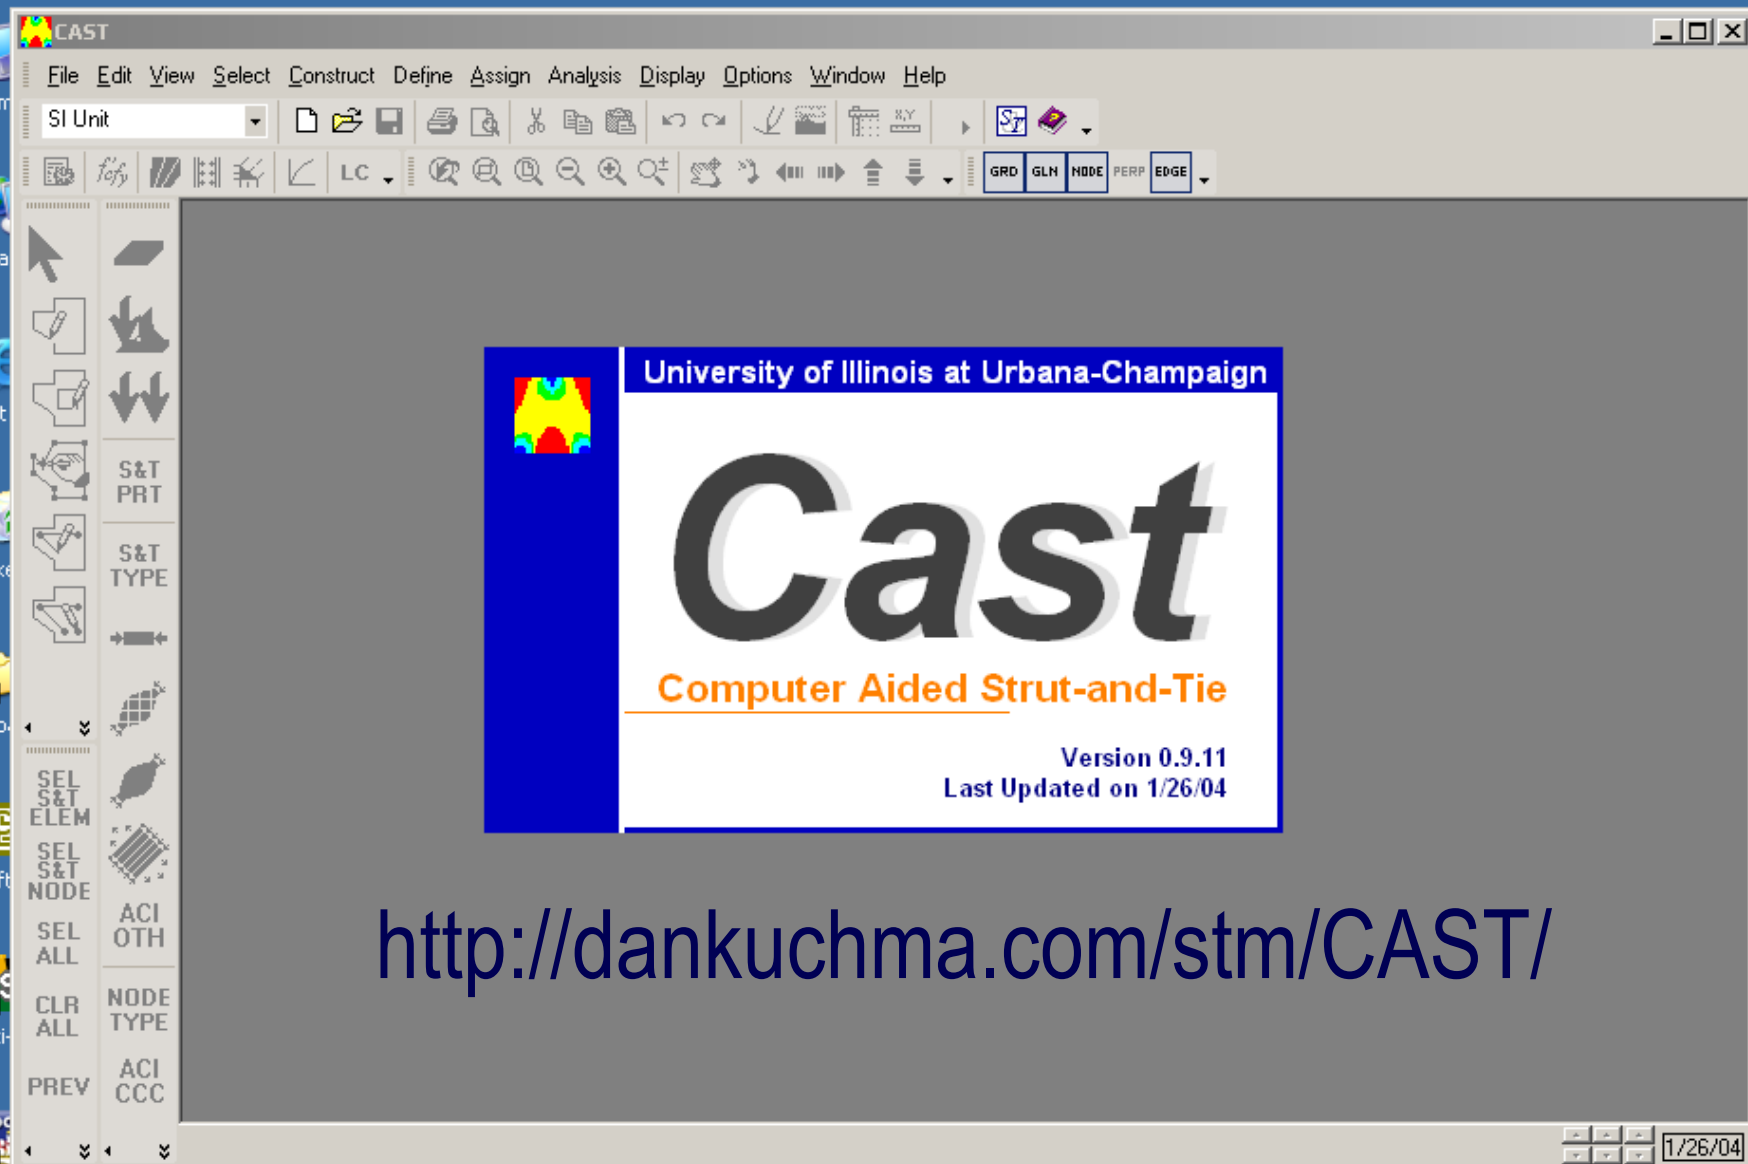 CAST
File Edit View Select Construct Define Assign Analysis Display Options Window Help
SI Unit
X,Y
ST
f'c fy
LC
GRD GLN NODE PERP EDGE
University of Illinois at Urbana-Champaign
Cast
Computer Aided Strut-and-Tie
Version 0.9.11
Last Updated on 1/26/04
http://dankuchma.com/stm/CAST/
SEL
S&T
ELEM
SEL
S&T
NODE
SEL
ALL
CLR
ALL
PREV
S&T
PRT
S&T
TYPE
ACI
OTH
NODE
TYPE
ACI
CCC
1/26/04